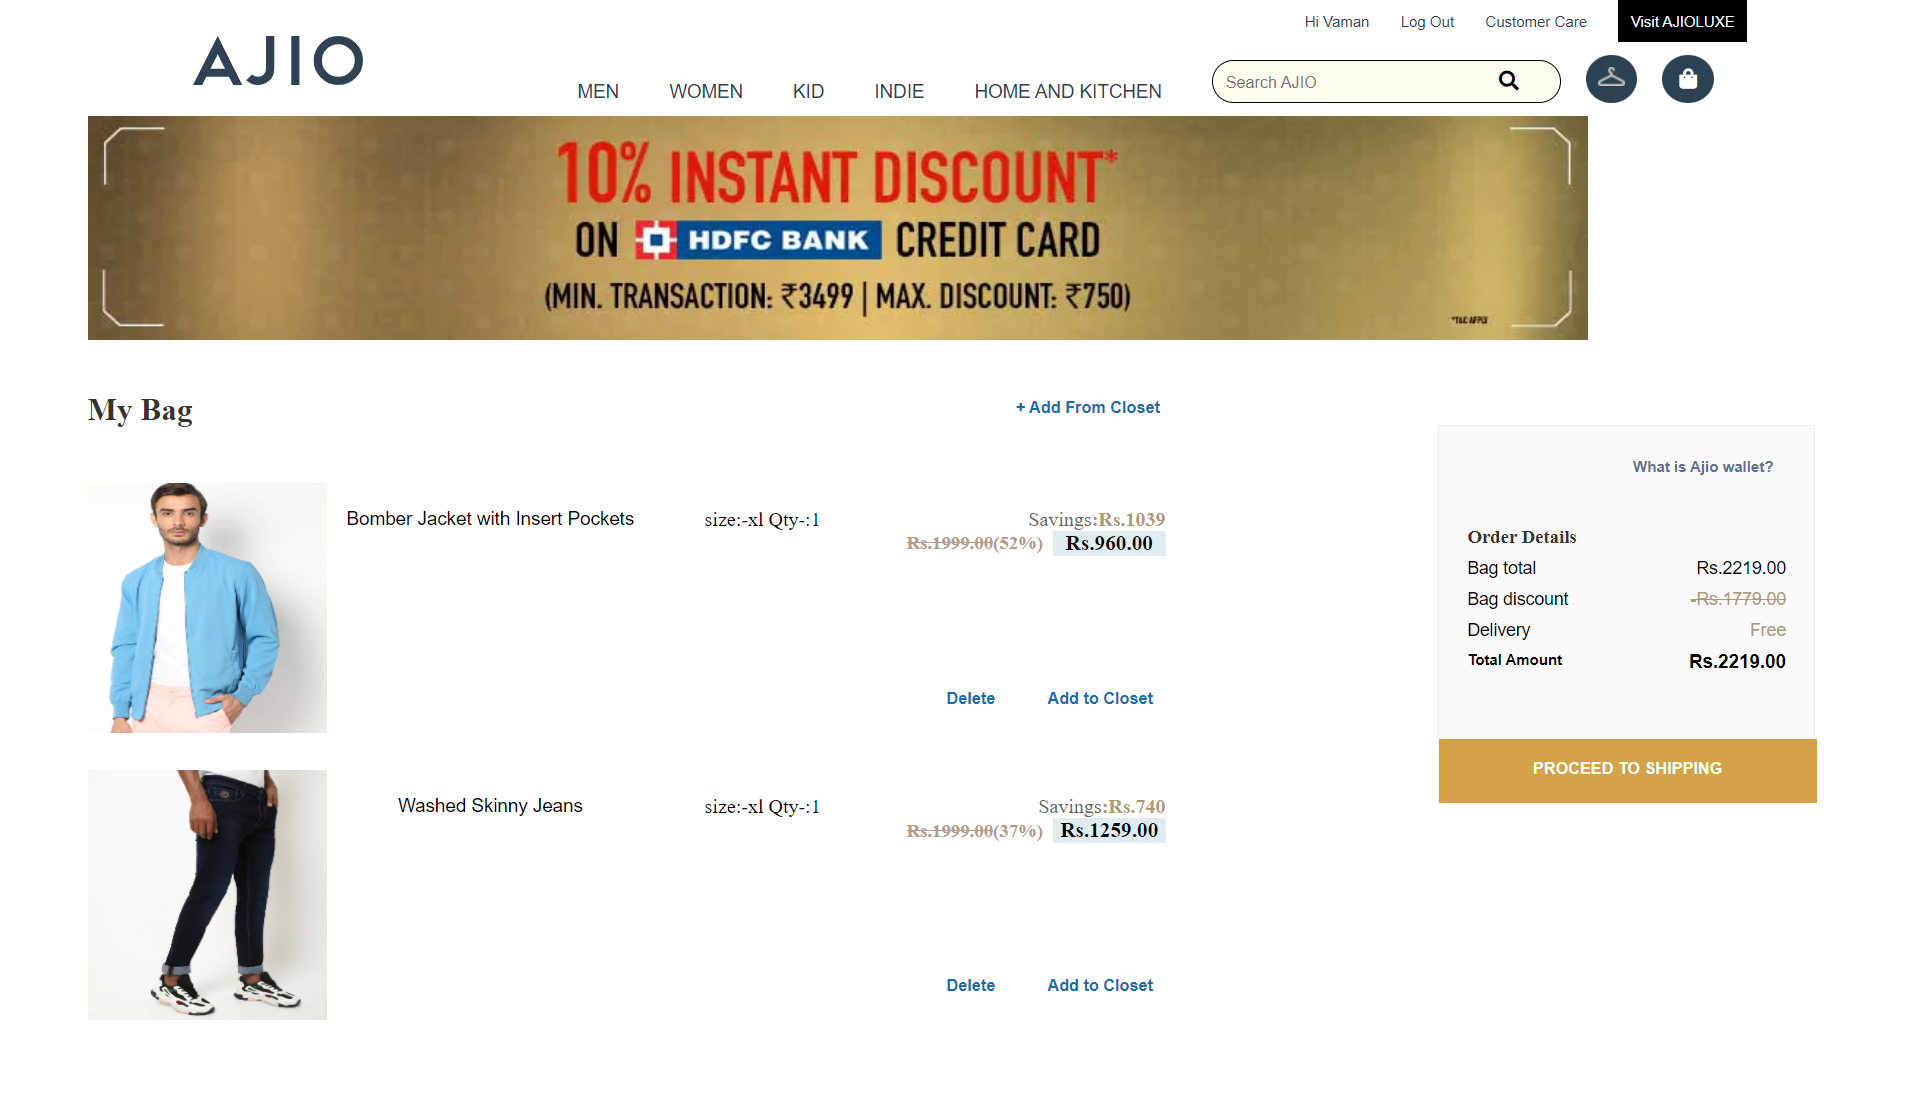 Hi Vaman Log Out Customer Care Visit AJIOLUXE
AJIO
MEN WOMEN KID INDIE HOME AND KITCHEN Search AJIO
10% INSTANT DISCOUNT*
ON HDFC BANK CREDIT CARD
(MIN. TRANSACTION: ₹3499 | MAX. DISCOUNT: ₹750)
*T&C APPLY
My Bag + Add From Closet
Bomber Jacket with Insert Pockets size:-xl Qty-:1 Savings:Rs.1039
Rs.1999.00(52%) Rs.960.00
Delete Add to Closet
Washed Skinny Jeans size:-xl Qty-:1 Savings:Rs.740
Rs.1999.00(37%) Rs.1259.00
Delete Add to Closet
What is Ajio wallet?
Order Details
Bag total Rs.2219.00
Bag discount -Rs.1779.00
Delivery Free
Total Amount Rs.2219.00
PROCEED TO SHIPPING